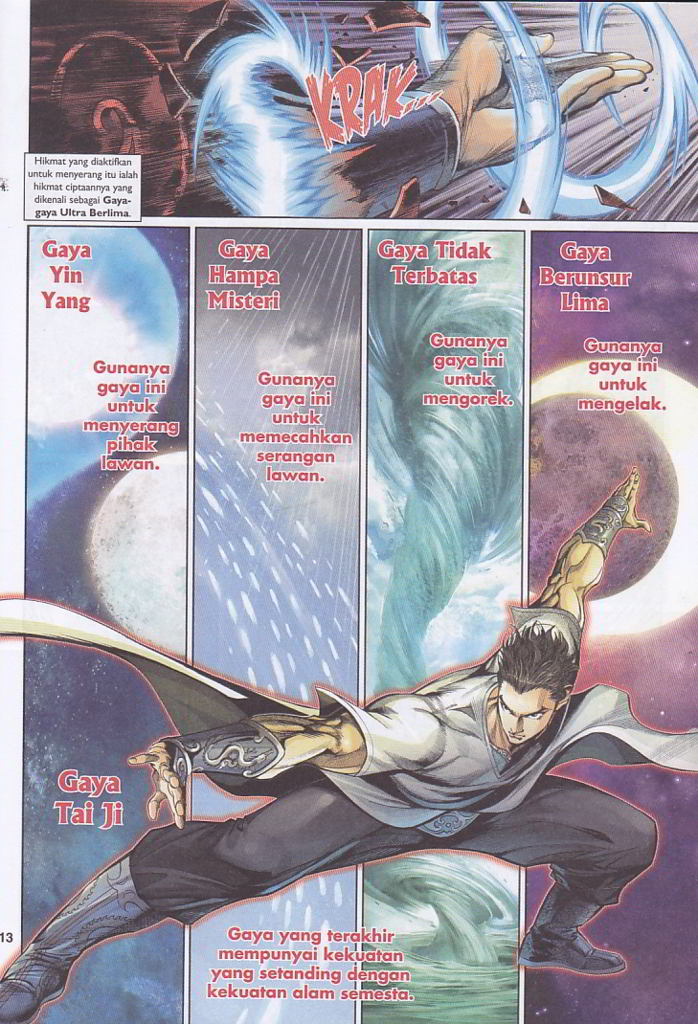 KRAK...
Hikmat yang diaktifkan
untuk menyerang itu ialah
hikmat ciptaannya yang
dikenali sebagai Gaya-
gaya Ultra Berlima.
Gaya
Yin
Yang
Gunanya
gaya ini
untuk
menyerang
pihak
lawan.
Gaya
Hampa
Misteri
Gunanya
gaya ini
untuk
memecahkan
serangan
lawan.
Gaya Tidak
Terbatas
Gunanya
gaya ini
untuk
mengorek.
Gaya
Berunsur
Lima
Gunanya
gaya ini
untuk
mengelak.
Gaya
Tai Ji
Gaya yang terakhir
mempunyai kekuatan
yang setanding dengan
kekuatan alam semesta.
13